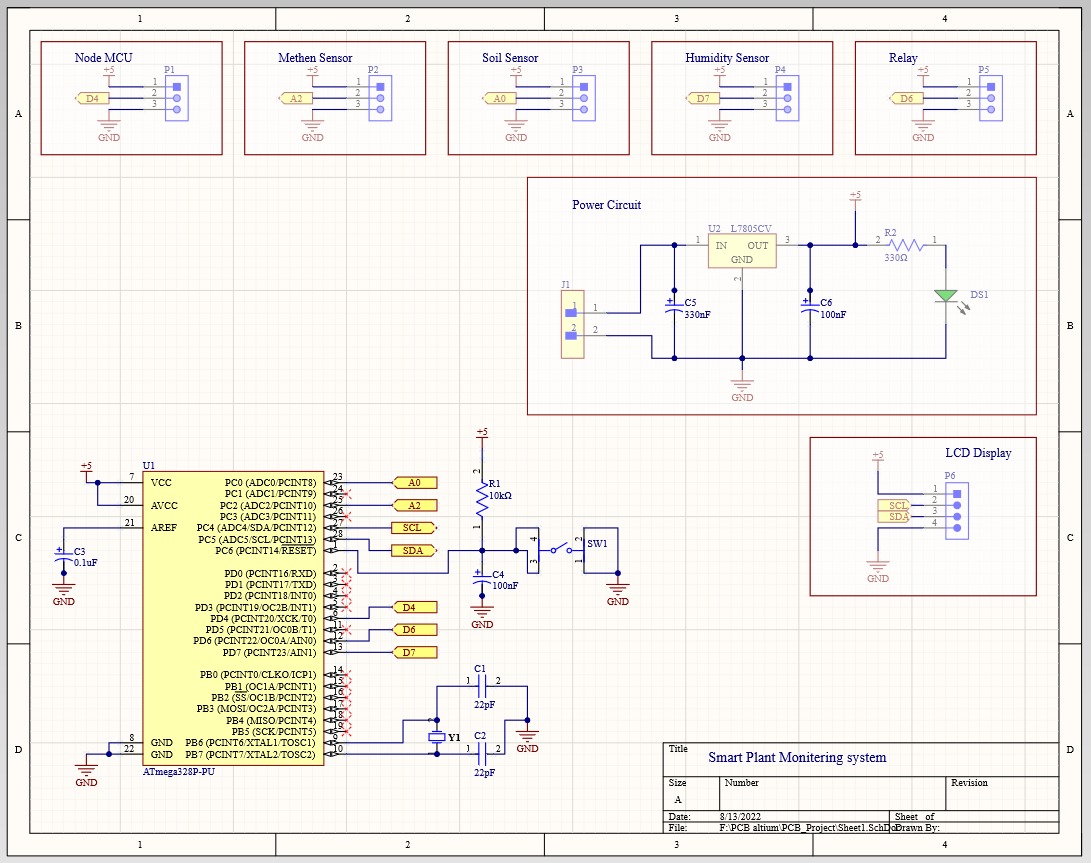 1 2 3 4
Node MCU
+5
P1
1
2
3
D4
GND
Methen Sensor
+5
P2
1
2
3
A2
GND
Soil Sensor
+5
P3
1
2
3
A0
GND
Humidity Sensor
+5
P4
1
2
3
D7
GND
Relay
+5
P5
1
2
3
D6
GND
A A
Power Circuit
+5
U2 L7805CV
1 IN OUT 3
GND
2
R2
2 1
330Ω
J1
1 1
2 2
C5
330nF
C6
100nF
DS1
GND
B B
LCD Display
+5
P6
1
SCL 2
SDA 3
4
GND
+5
U1
7 VCC
20 AVCC
21 AREF
C3
0.1uF
GND
8 GND
22 GND
GND
PC0 (ADC0/PCINT8) 23 A0
PC1 (ADC1/PCINT9) 24
PC2 (ADC2/PCINT10) 25 A2
PC3 (ADC3/PCINT11) 26
PC4 (ADC4/SDA/PCINT12) 27 SCL
PC5 (ADC5/SCL/PCINT13) 28 SDA
PC6 (PCINT14/RESET) 1
PD0 (PCINT16/RXD) 2
PD1 (PCINT17/TXD) 3
PD2 (PCINT18/INT0) 4
PD3 (PCINT19/OC2B/INT1)
PD4 (PCINT20/XCK/T0) 6 D4
PD5 (PCINT21/OC0B/T1) 11
PD6 (PCINT22/OC0A/AIN0) 12 D6
PD7 (PCINT23/AIN1) 13 D7
PB0 (PCINT0/CLKO/ICP1) 14
PB1 (OC1A/PCINT1) 15
PB2 (SS/OC1B/PCINT2) 16
PB3 (MOSI/OC2A/PCINT3) 17
PB4 (MISO/PCINT4) 18
PB5 (SCK/PCINT5) 19
PB6 (PCINT6/XTAL1/TOSC1) 9
PB7 (PCINT7/XTAL2/TOSC2) 10
ATmega328P-PU
+5
2
R1
10kΩ
1
C4
100nF
GND
4
3
2
1
SW1
GND
C C
C1
1 2
22pF
2
Y1
C2
1 2
22pF
GND
D D
Title
Smart Plant Monitering system
Size Number Revision
A
Date: 8/13/2022 Sheet of
File: F:\PCB altium\PCB_Project\Sheet1.SchDo Drawn By:
1 2 3 4